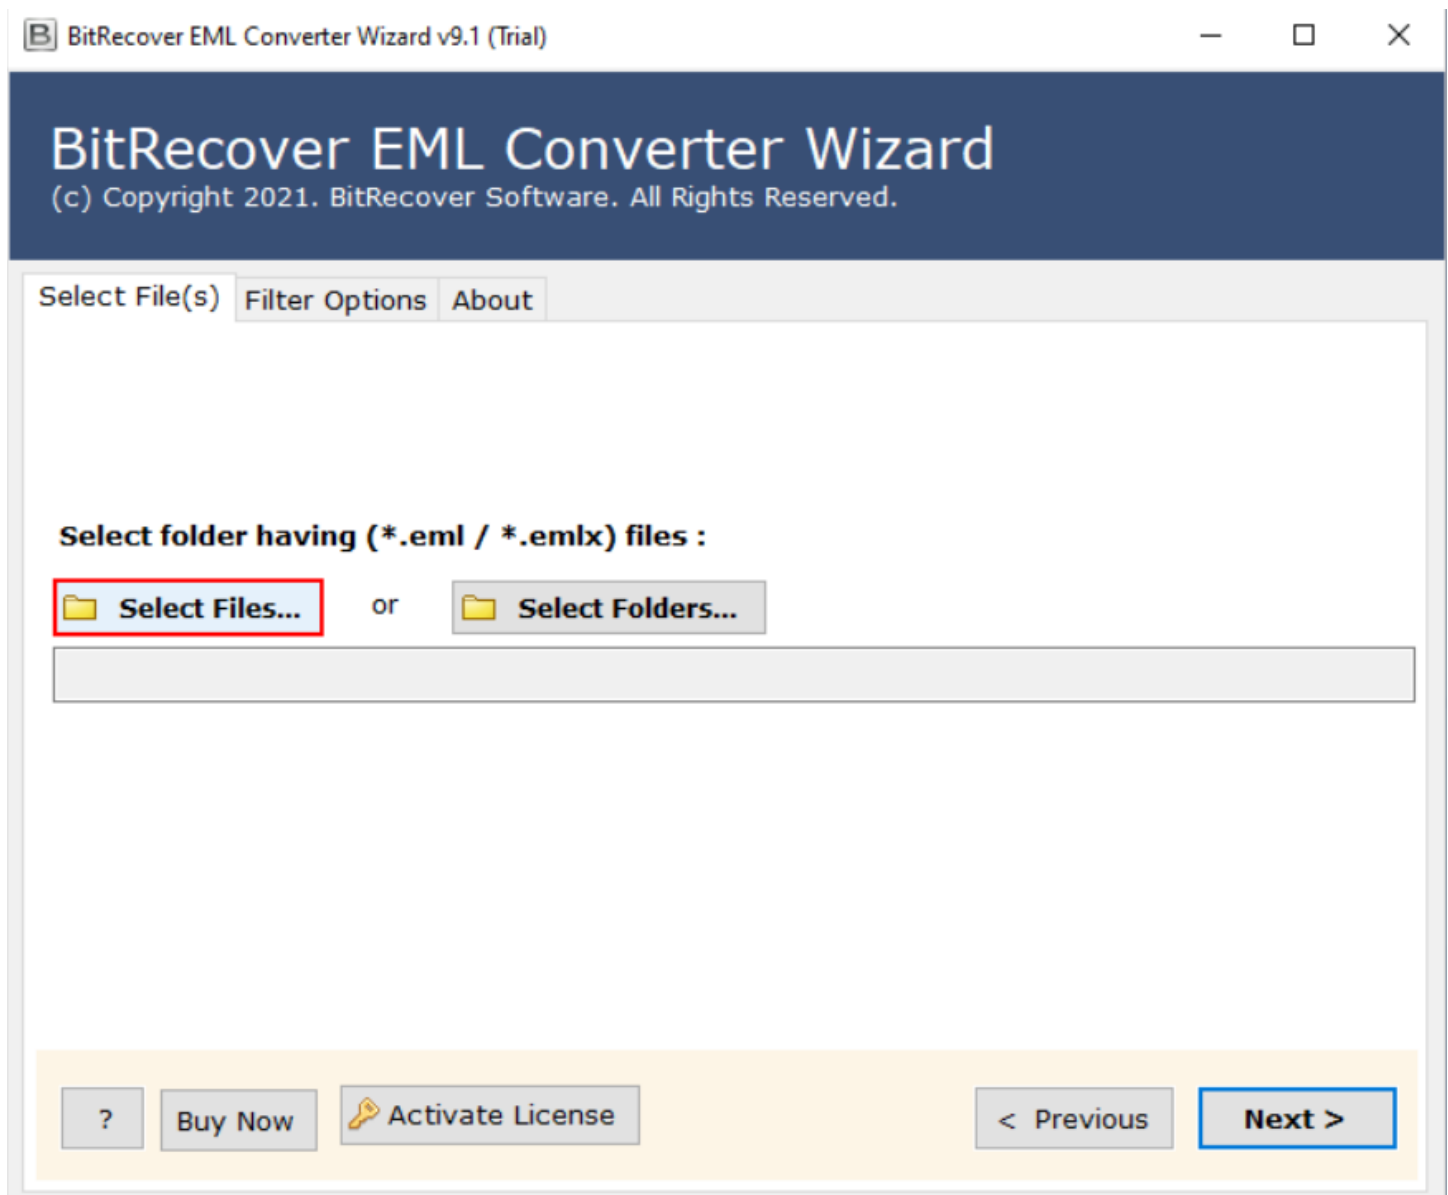 BitRecover EML Converter Wizard v9.1 (Trial)
BitRecover EML Converter Wizard
(c) Copyright 2021. BitRecover Software. All Rights Reserved.
Select File(s) Filter Options About
Select folder having (*.eml / *.emlx) files :
Select Files... or Select Folders...
? Buy Now Activate License < Previous Next >